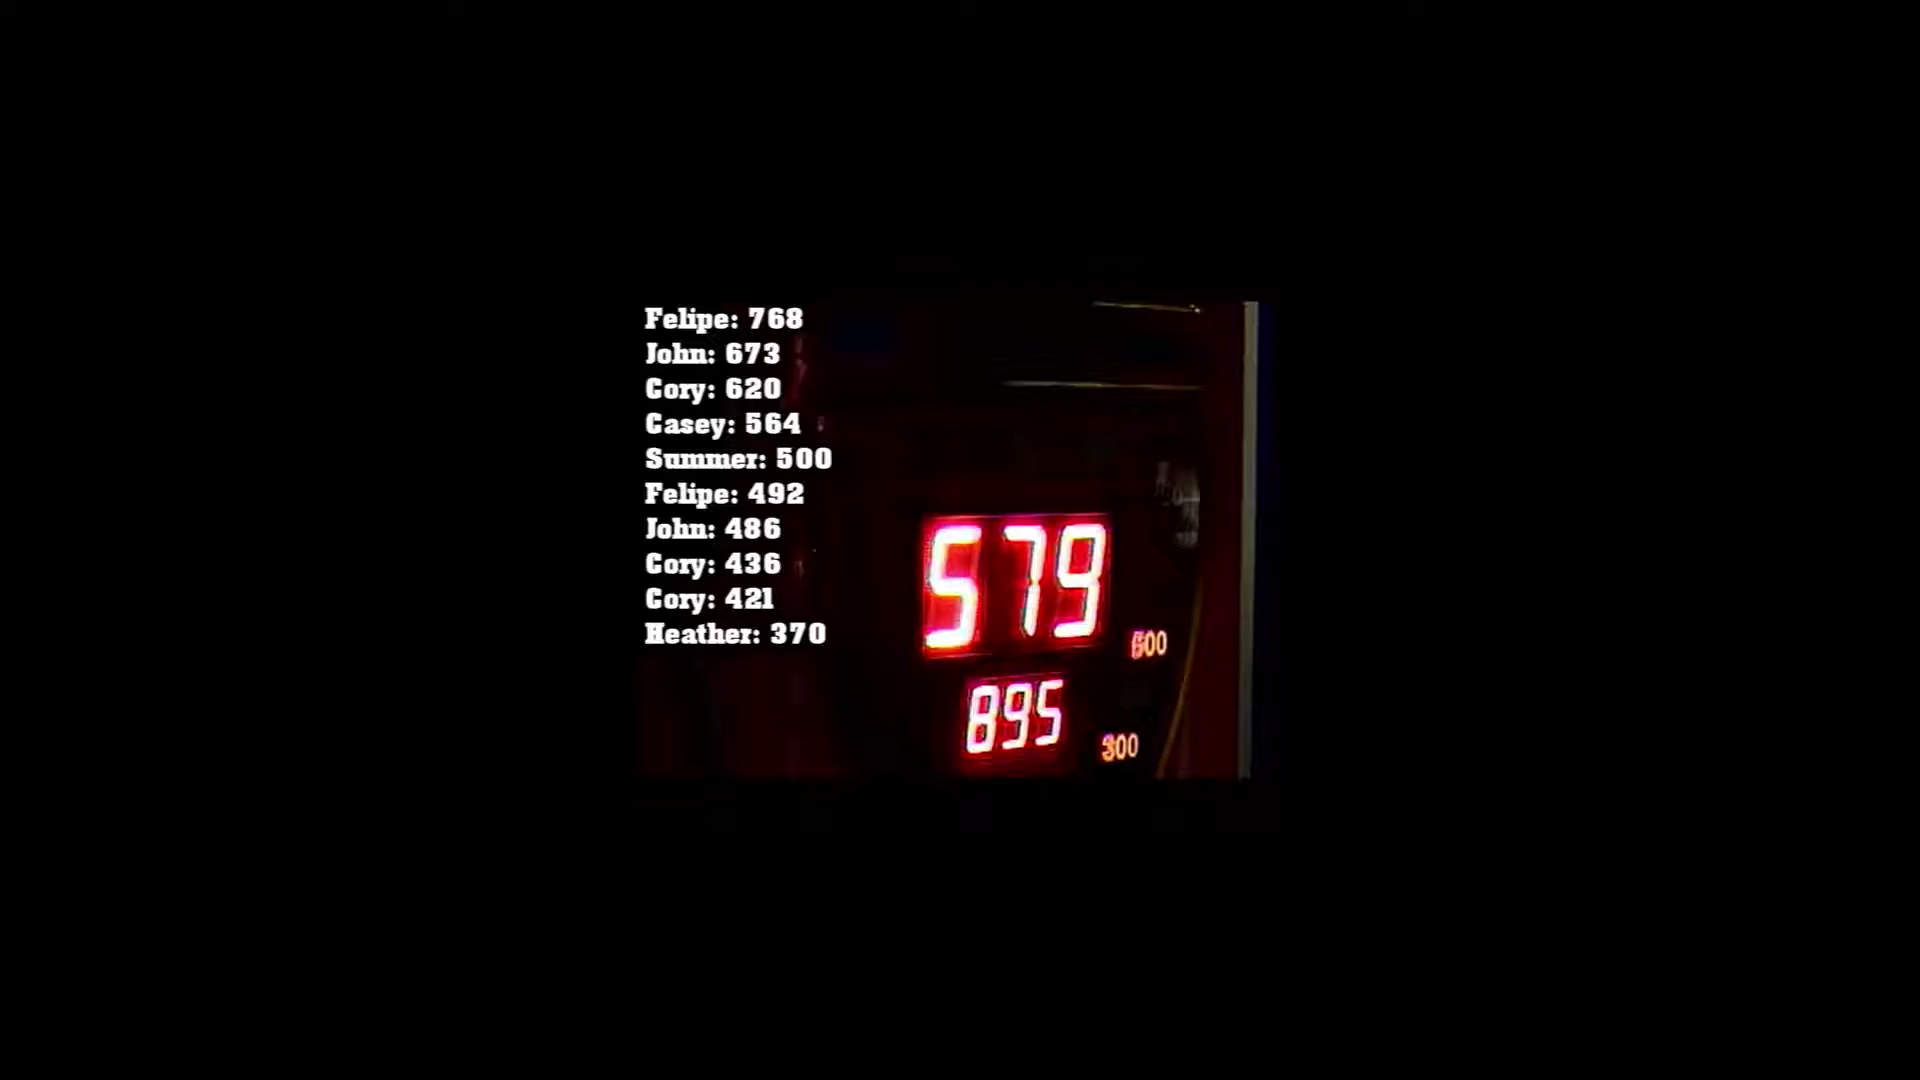 Felipe: 768
John: 673
Cory: 620
Casey: 564
Summer: 500
Felipe: 492
John: 486
Cory: 436
Cory: 421
Heather: 370
579
600
895
300